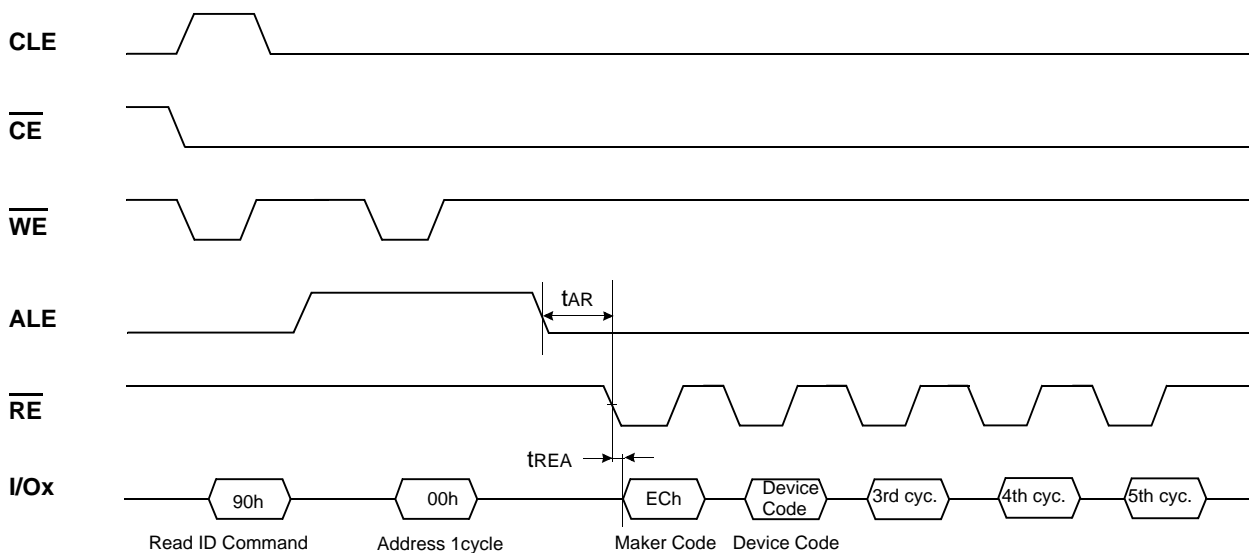 CLE
CE
WE
ALE
tAR
RE
tREA
I/Ox
90h
00h
ECh
Device
Code
3rd cyc.
4th cyc.
5th cyc.
Read ID Command
Address 1cycle
Maker Code
Device Code